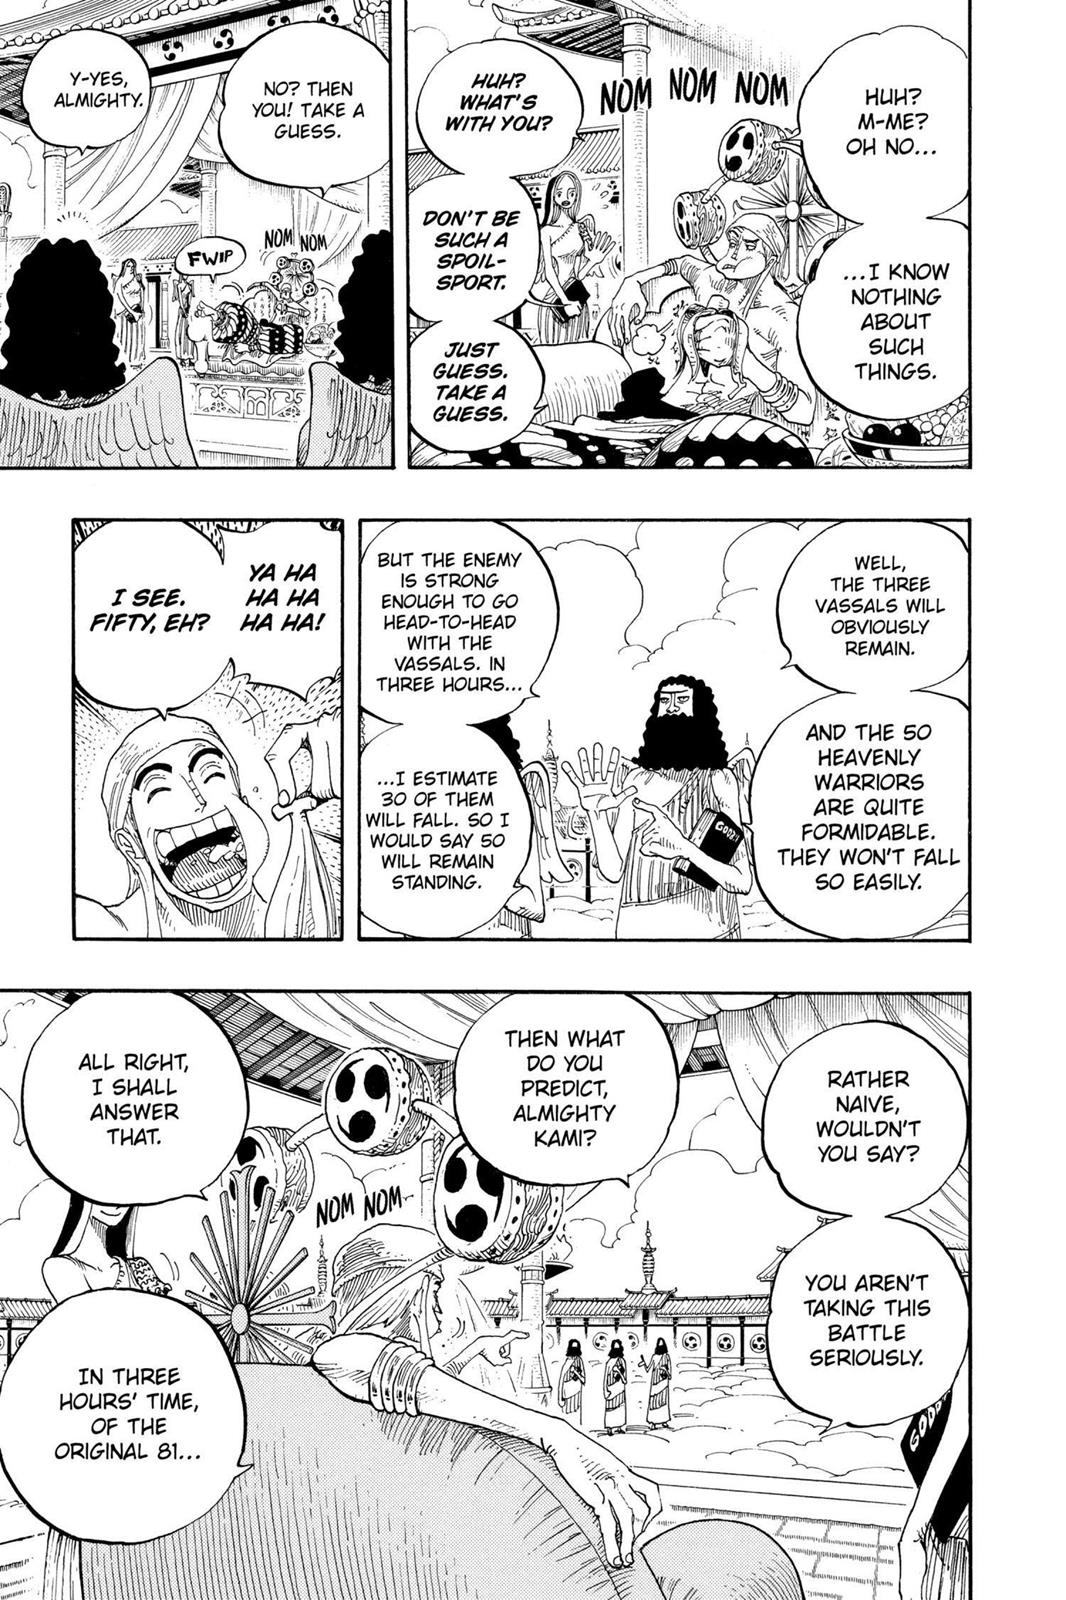 HUH?
M-ME?
OH NO...
...I KNOW
NOTHING
ABOUT
SUCH
THINGS.
NOM NOM NOM
HUH?
WHAT'S
WITH YOU?
DON'T BE
SUCH A
SPOIL-
SPORT.
JUST
GUESS.
TAKE A
GUESS.
NO? THEN
YOU! TAKE A
GUESS.
Y-YES,
ALMIGHTY.
FWIP
NOM NOM
WELL,
THE THREE
VASSALS WILL
OBVIOUSLY
REMAIN.
AND THE 50
HEAVENLY
WARRIORS
ARE QUITE
FORMIDABLE.
THEY WON'T FALL
SO EASILY.
BUT THE ENEMY
IS STRONG
ENOUGH TO GO
HEAD-TO-HEAD
WITH THE
VASSALS. IN
THREE HOURS...
...I ESTIMATE
30 OF THEM
WILL FALL. SO I
WOULD SAY 50
WILL REMAIN
STANDING.
YA HA
HA HA
HA HA!
I SEE.
FIFTY, EH?
RATHER
NAIVE,
WOULDN'T
YOU SAY?
YOU AREN'T
TAKING THIS
BATTLE
SERIOUSLY.
THEN WHAT
DO YOU
PREDICT,
ALMIGHTY
KAMI?
NOM NOM
ALL RIGHT,
I SHALL
ANSWER
THAT.
IN THREE
HOURS' TIME,
OF THE
ORIGINAL 81...